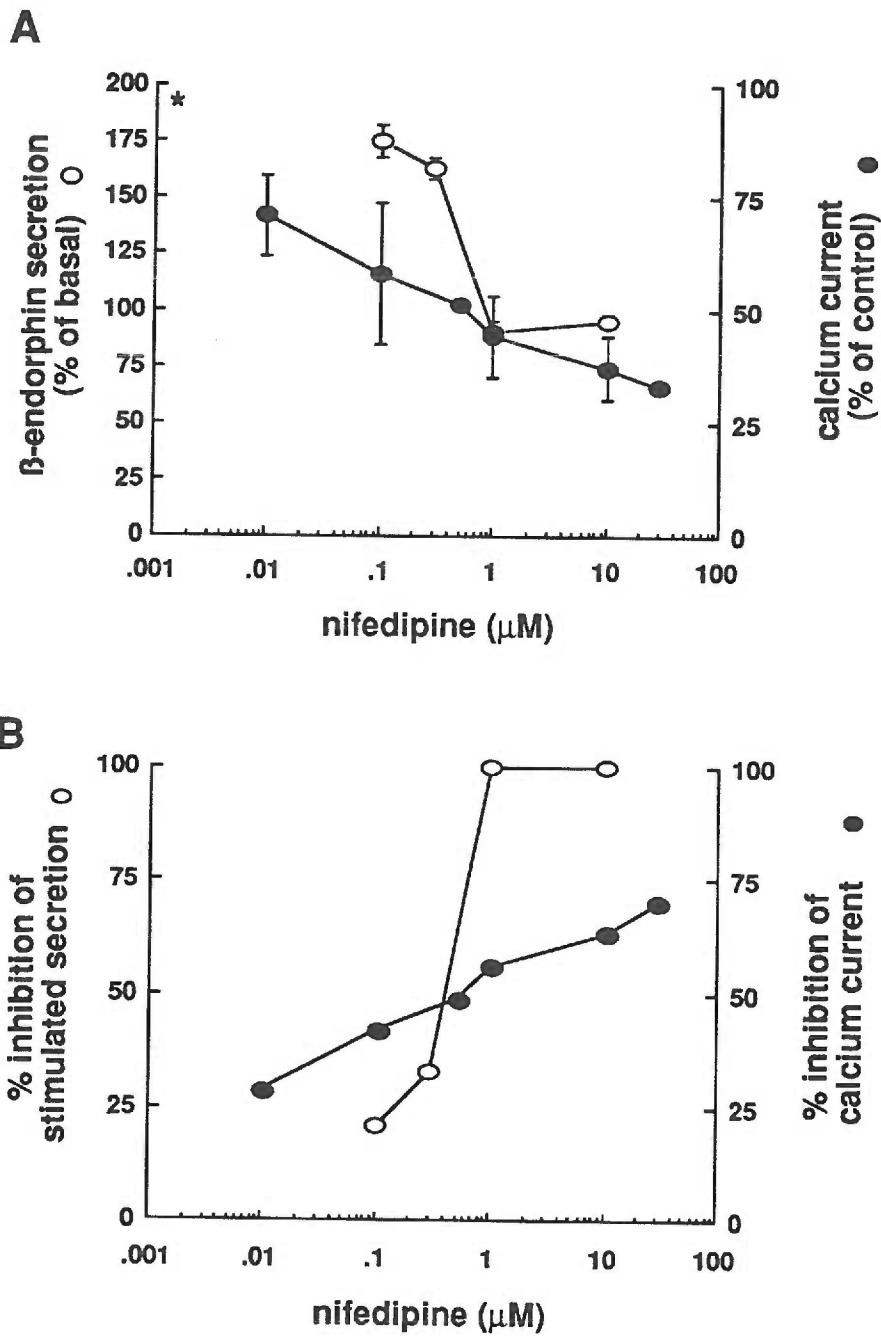 A
200
175
150
125
100
75
50
25
0
ß-endorphin secretion
(% of basal)
*
100
75
50
25
0
calcium current
(% of control)
.001 .01 .1 1 10 100
nifedipine (µM)
B
100
75
50
25
0
% inhibition of
stimulated secretion
100
75
50
25
0
% inhibition of
calcium current
.001 .01 .1 1 10 100
nifedipine (µM)